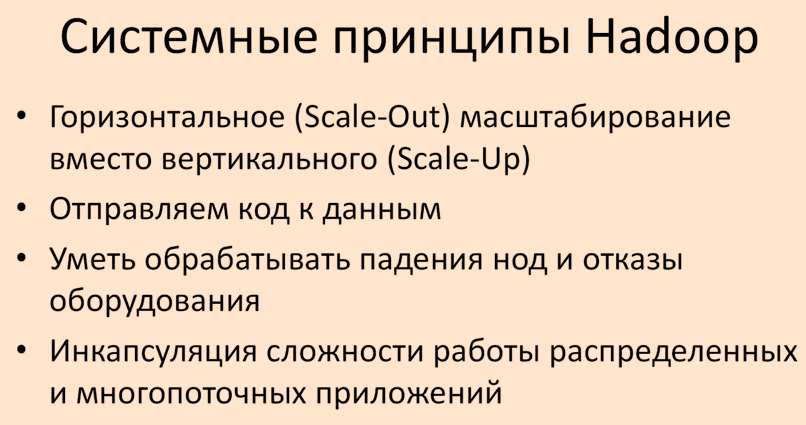 Системные принципы Hadoop
• Горизонтальное (Scale-Out) масштабирование
вместо вертикального (Scale-Up)
• Отправляем код к данным
• Уметь обрабатывать падения нод и отказы
оборудования
• Инкапсуляция сложности работы распределенных
и многопоточных приложений